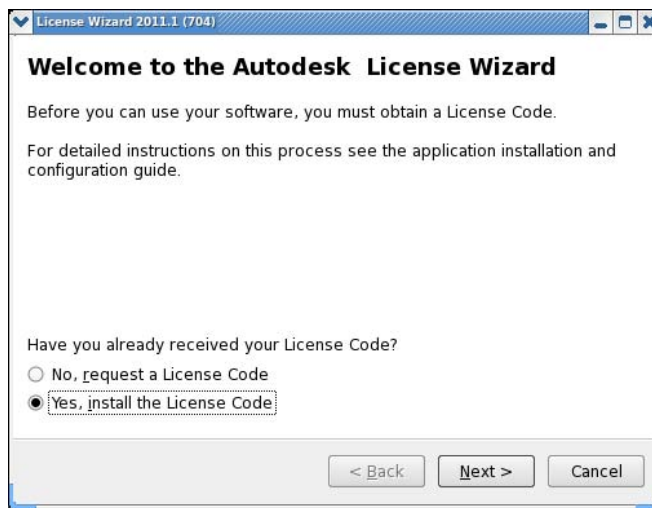 License Wizard 2011.1 (704)
Welcome to the Autodesk License Wizard
Before you can use your software, you must obtain a License Code.
For detailed instructions on this process see the application installation and
configuration guide.
Have you already received your License Code?
No, request a License Code
Yes, install the License Code
< Back Next > Cancel